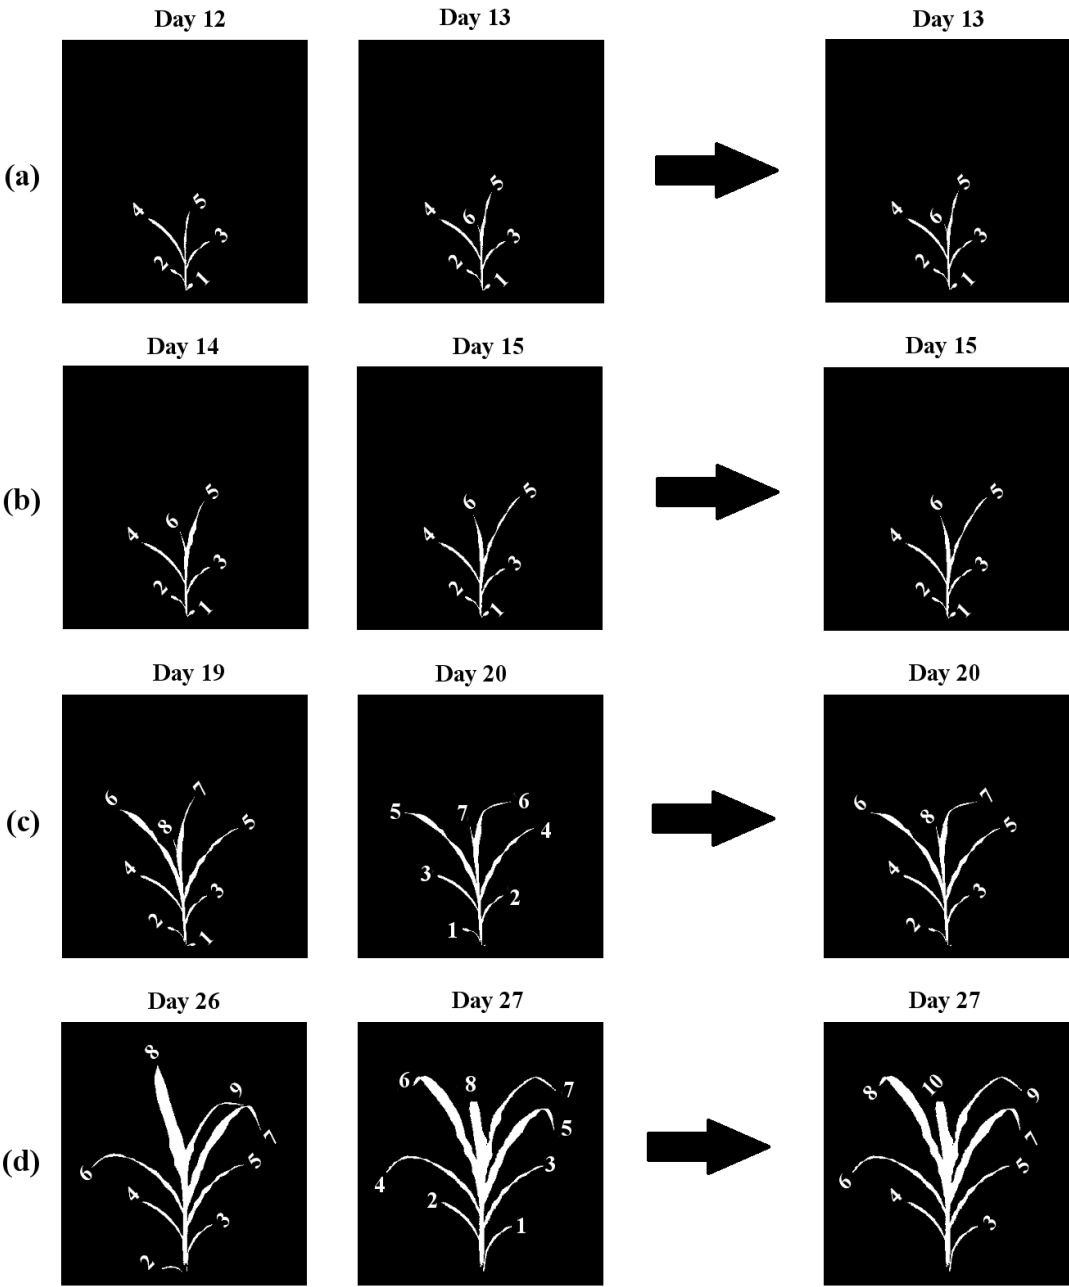 Day 12 Day 13 Day 13
(a)
5 5 5
4 4 6 4 6
3 3 3
2 2 2
1 1 1
Day 14 Day 15 Day 15
(b)
5 5 5
6 6 6
4 4 4
3 3 3
2 2 2
1 1 1
Day 19 Day 20 Day 20
(c)
6 7 5 7 6 6 7
8 5 4 8 5
4 3 4
3 2 3
2 1 2
1
Day 26 Day 27 Day 27
(d)
8 6 8 7 8 10 9
9 7 5 7
6 5 4 3 6 5
4 2 4
3 1 3
2